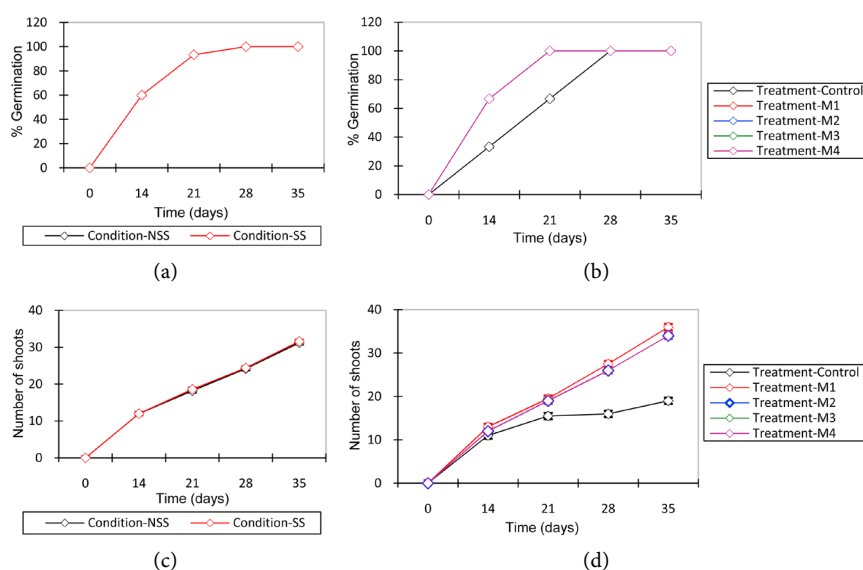 120
100
80
60
40
20
0
% Germination
0 14 21 28 35
Time (days)
Condition-NSS Condition-SS
(a)
120
100
80
60
40
20
0
% Germination
0 14 21 28 35
Time (days)
Treatment-Control
Treatment-M1
Treatment-M2
Treatment-M3
Treatment-M4
(b)
40
30
20
10
0
Number of shoots
0 14 21 28 35
Time (days)
Condition-NSS Condition-SS
(c)
40
30
20
10
0
Number of shoots
0 14 21 28 35
Time (days)
Treatment-Control
Treatment-M1
Treatment-M2
Treatment-M3
Treatment-M4
(d)